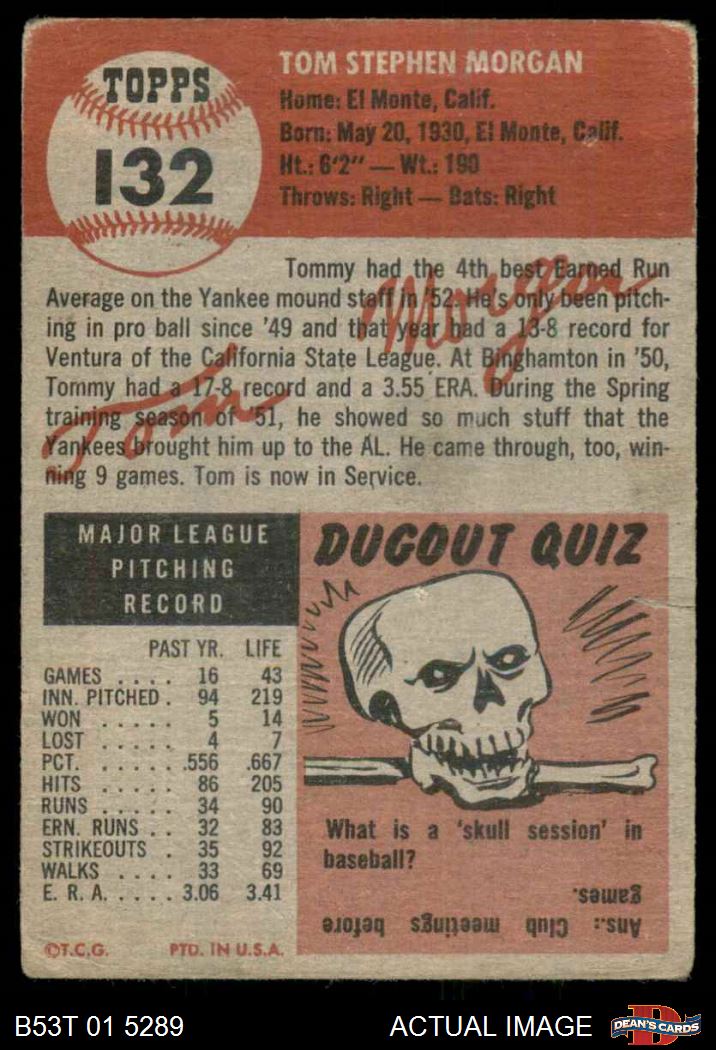 TOPPS
132
TOM STEPHEN MORGAN
Home: El Monte, Calif.
Born: May 20, 1930, El Monte, Calif.
Ht.: 6'2" — Wt.: 190
Throws: Right — Bats: Right
Tommy had the 4th best Earned Run
Average on the Yankee mound staff in '52. He's only been pitch-
ing in pro ball since '49 and that year had a 13-8 record for
Ventura of the California State League. At Binghamton in '50,
Tommy had a 17-8 record and a 3.55 ERA. During the Spring
training season of '51, he showed so much stuff that the
Yankees brought him up to the AL. He came through, too, win-
ning 9 games. Tom is now in Service.
Tom Morgan
MAJOR LEAGUE
PITCHING
RECORD
PAST YR. LIFE
GAMES . . . . 16 43
INN. PITCHED . 94 219
WON . . . . . 5 14
LOST . . . . . 4 7
PCT. . . . . . .556 .667
HITS . . . . . 86 205
RUNS . . . . . 34 90
ERN. RUNS . . 32 83
STRIKEOUTS . 35 92
WALKS . . . . 33 69
E. R. A. . . . . . 3.06 3.41
©T.C.G. PTD. IN U.S.A.
DUGOUT QUIZ
What is a 'skull session' in
baseball?
Ans.: Club meetings before
games.
B53T 01 5289
ACTUAL IMAGE
DEAN'S CARDS